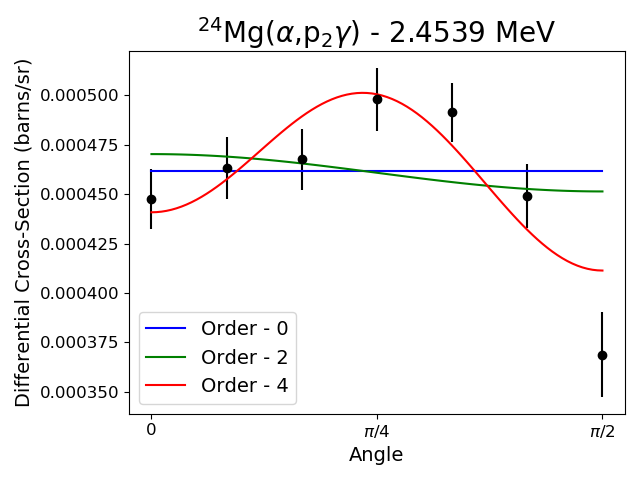 ²⁴Mg(α,p₂γ) - 2.4539 MeV
Differential Cross-Section (barns/sr)
0.000500
0.000475
0.000450
0.000425
0.000400
0.000375
0.000350
Order - 0
Order - 2
Order - 4
0 π/4 π/2
Angle